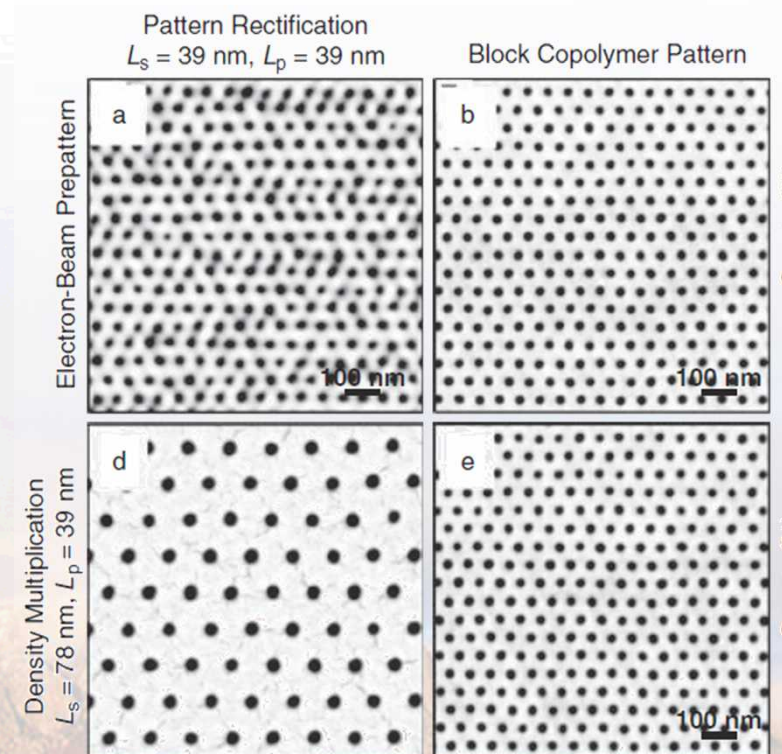 Pattern Rectification
Lₛ = 39 nm, Lₚ = 39 nm
Block Copolymer Pattern
Electron-Beam Prepattern
a
100 nm
b
100 nm
Density Multiplication
Lₛ = 78 nm, Lₚ = 39 nm
d
e
100 nm